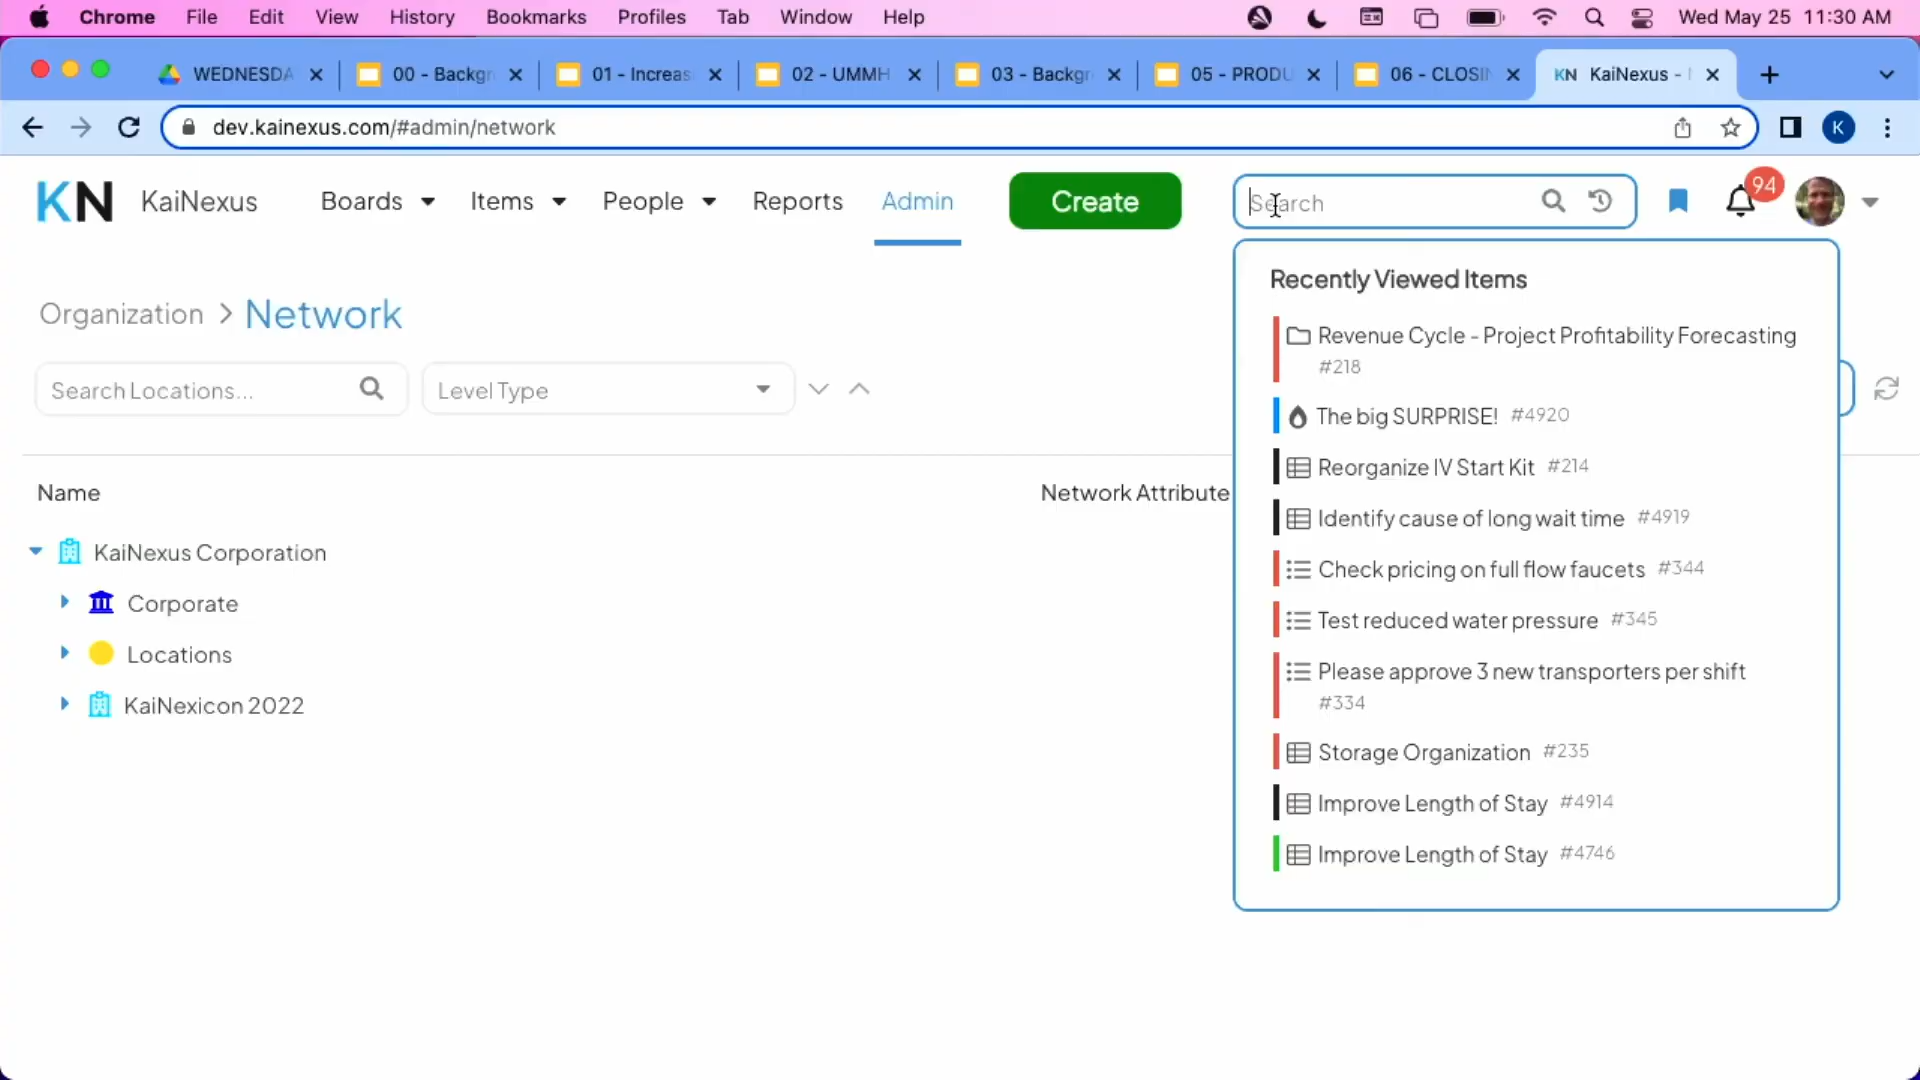 Chrome File Edit View History Bookmarks Profiles Tab Window Help Wed May 25 11:30 AM
WEDNESDA 00 - Backgr 01 - Increas 02 - UMMH 03 - Backgr 05 - PRODU 06 - CLOSIN KN KaiNexus -
dev.kainexus.com/#admin/network K
KN KaiNexus Boards Items People Reports Admin Create Search 94
Organization > Network
Search Locations... Level Type
Name Network Attribute
KaiNexus Corporation
Corporate
Locations
KaiNexicon 2022
Recently Viewed Items
Revenue Cycle - Project Profitability Forecasting
#218
The big SURPRISE! #4920
Reorganize IV Start Kit #214
Identify cause of long wait time #4919
Check pricing on full flow faucets #344
Test reduced water pressure #345
Please approve 3 new transporters per shift
#334
Storage Organization #235
Improve Length of Stay #4914
Improve Length of Stay #4746